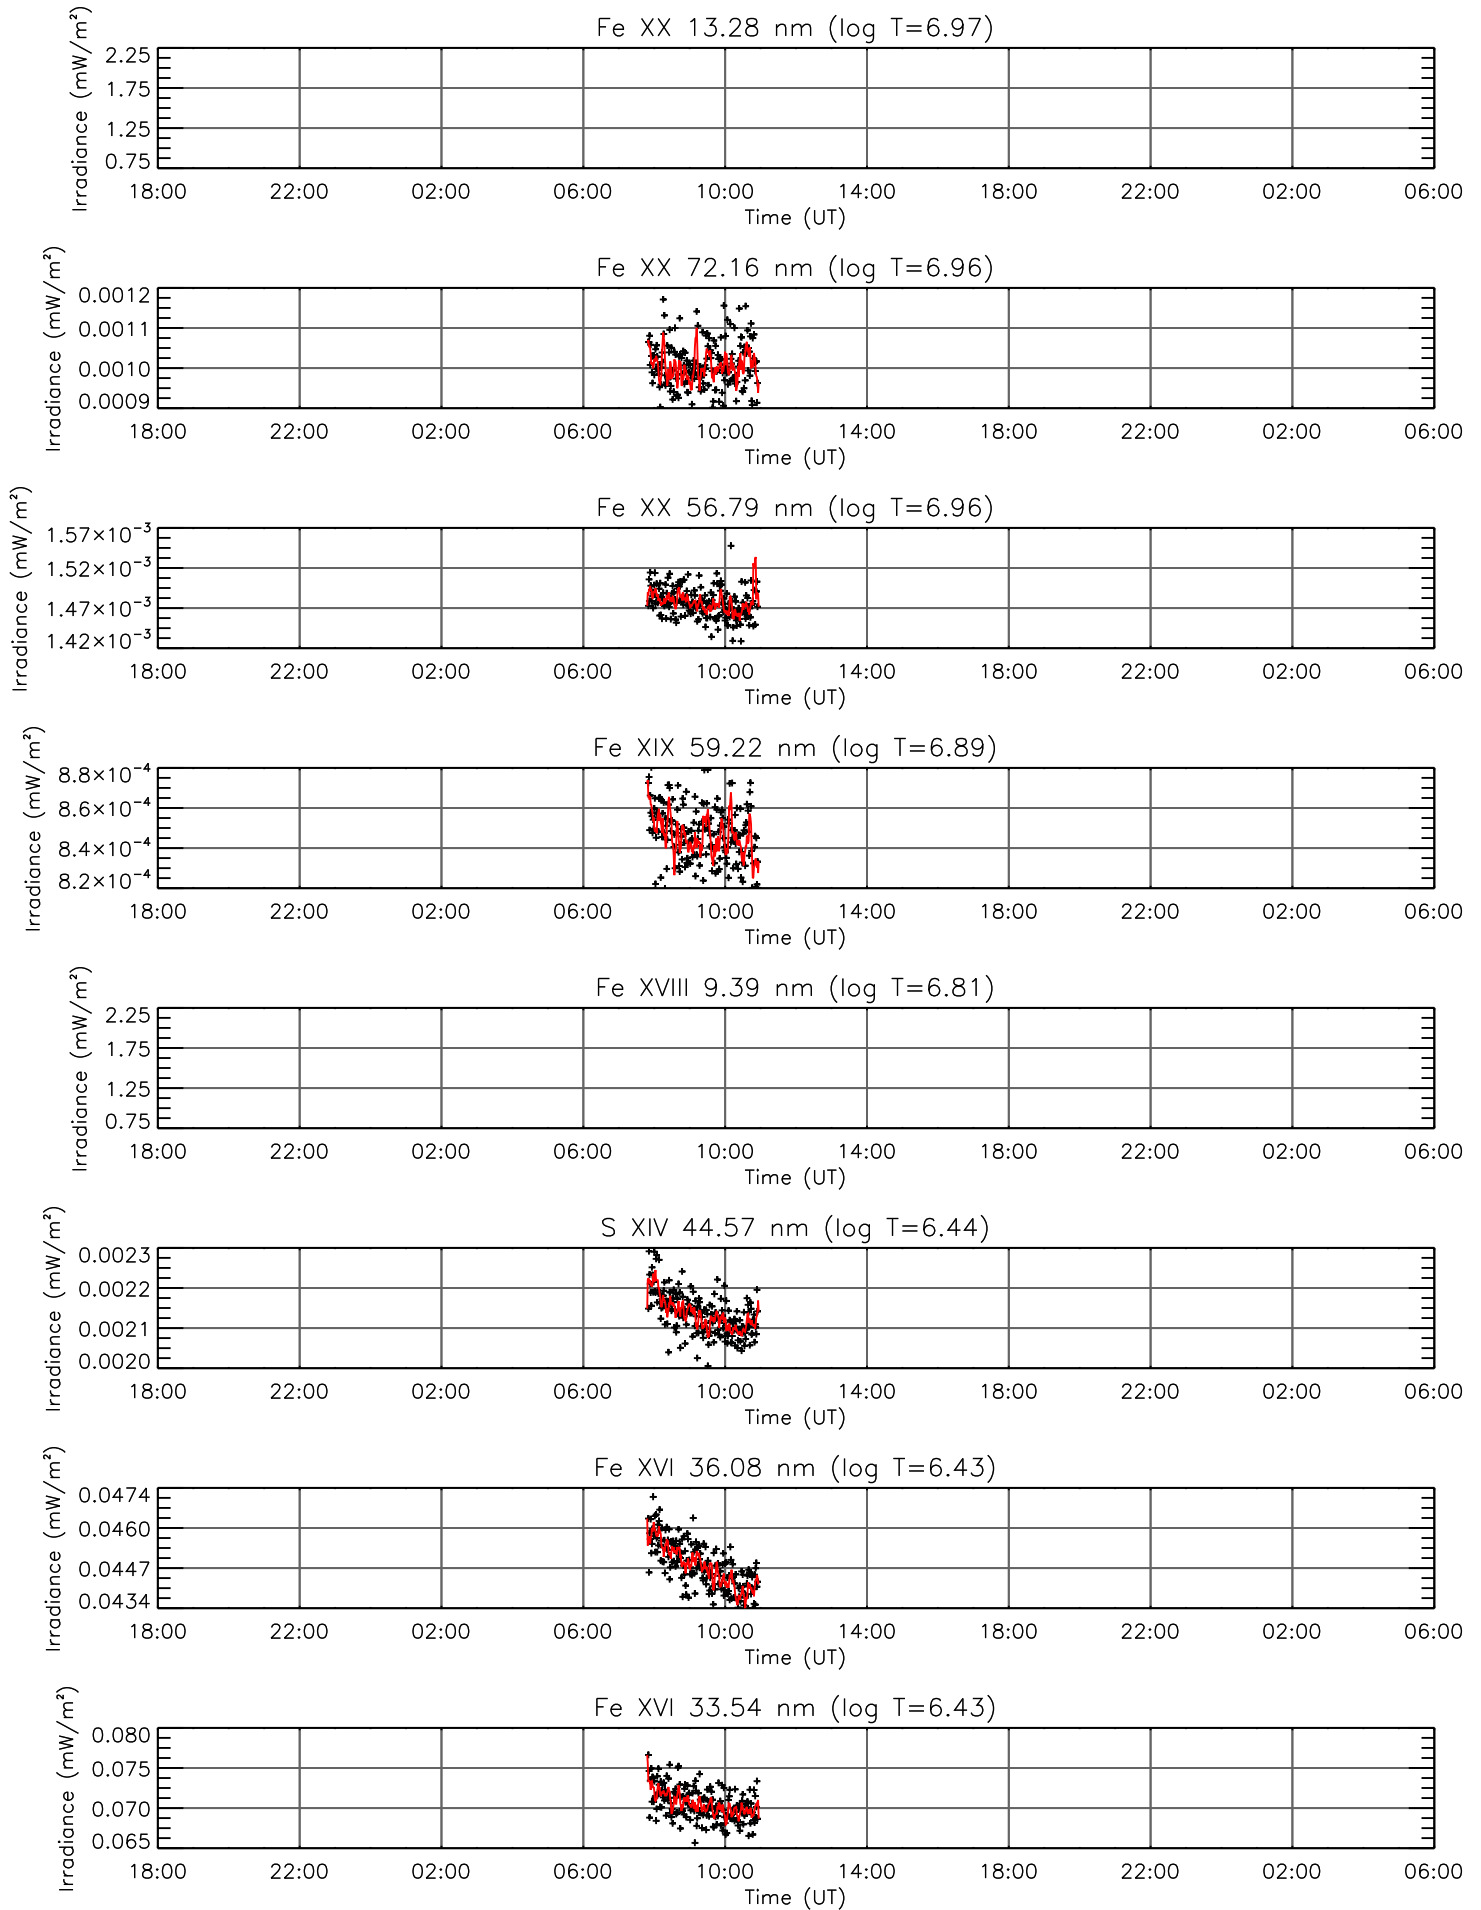 Fe XX 13.28 nm (log T=6.97)
Irradiance (mW/m²)
2.25
1.75
1.25
0.75
18:00 22:00 02:00 06:00 10:00 14:00 18:00 22:00 02:00 06:00
Time (UT)
Fe XX 72.16 nm (log T=6.96)
Irradiance (mW/m²)
0.0012
0.0011
0.0010
0.0009
18:00 22:00 02:00 06:00 10:00 14:00 18:00 22:00 02:00 06:00
Time (UT)
Fe XX 56.79 nm (log T=6.96)
Irradiance (mW/m²)
1.57×10⁻³
1.52×10⁻³
1.47×10⁻³
1.42×10⁻³
18:00 22:00 02:00 06:00 10:00 14:00 18:00 22:00 02:00 06:00
Time (UT)
Fe XIX 59.22 nm (log T=6.89)
Irradiance (mW/m²)
8.8×10⁻⁴
8.6×10⁻⁴
8.4×10⁻⁴
8.2×10⁻⁴
18:00 22:00 02:00 06:00 10:00 14:00 18:00 22:00 02:00 06:00
Time (UT)
Fe XVIII 9.39 nm (log T=6.81)
Irradiance (mW/m²)
2.25
1.75
1.25
0.75
18:00 22:00 02:00 06:00 10:00 14:00 18:00 22:00 02:00 06:00
Time (UT)
S XIV 44.57 nm (log T=6.44)
Irradiance (mW/m²)
0.0023
0.0022
0.0021
0.0020
18:00 22:00 02:00 06:00 10:00 14:00 18:00 22:00 02:00 06:00
Time (UT)
Fe XVI 36.08 nm (log T=6.43)
Irradiance (mW/m²)
0.0474
0.0460
0.0447
0.0434
18:00 22:00 02:00 06:00 10:00 14:00 18:00 22:00 02:00 06:00
Time (UT)
Fe XVI 33.54 nm (log T=6.43)
Irradiance (mW/m²)
0.080
0.075
0.070
0.065
18:00 22:00 02:00 06:00 10:00 14:00 18:00 22:00 02:00 06:00
Time (UT)